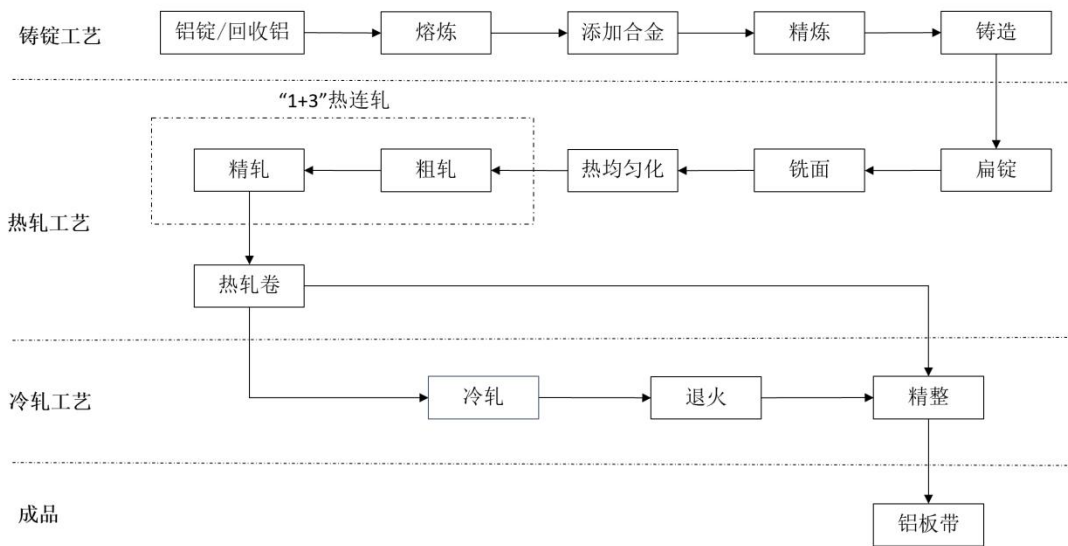 铸锭工艺
铝锭/回收铝
熔炼
添加合金
精炼
铸造
“1+3”热连轧
热轧工艺
精轧
粗轧
热均匀化
铣面
扁锭
热轧卷
冷轧工艺
冷轧
退火
精整
成品
铝板带